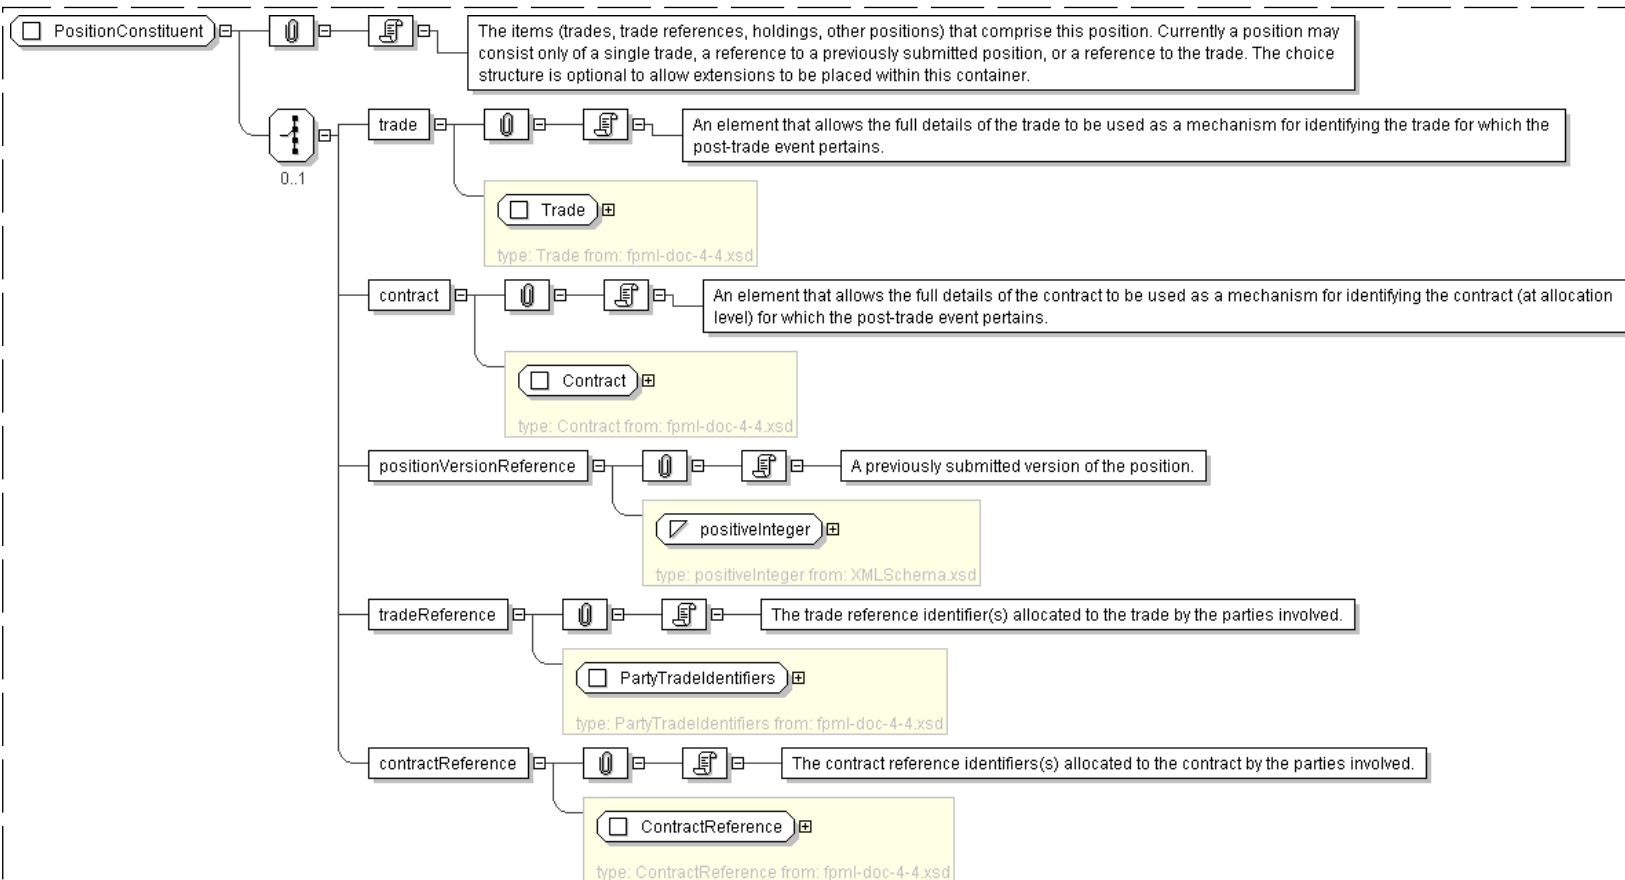 PositionConstituent
The items (trades, trade references, holdings, other positions) that comprise this position. Currently a position may
consist only of a single trade, a reference to a previously submitted position, or a reference to the trade. The choice
structure is optional to allow extensions to be placed within this container.
0..1
trade
An element that allows the full details of the trade to be used as a mechanism for identifying the trade for which the
post-trade event pertains.
Trade
type: Trade from: fpml-doc-4-4.xsd
contract
An element that allows the full details of the contract to be used as a mechanism for identifying the contract (at allocation
level) for which the post-trade event pertains.
Contract
type: Contract from: fpml-doc-4-4.xsd
positionVersionReference
A previously submitted version of the position.
positiveInteger
type: positiveInteger from: XMLSchema.xsd
tradeReference
The trade reference identifier(s) allocated to the trade by the parties involved.
PartyTradeIdentifiers
type: PartyTradeIdentifiers from: fpml-doc-4-4.xsd
contractReference
The contract reference identifiers(s) allocated to the contract by the parties involved.
ContractReference
type: ContractReference from: fpml-doc-4-4.xsd